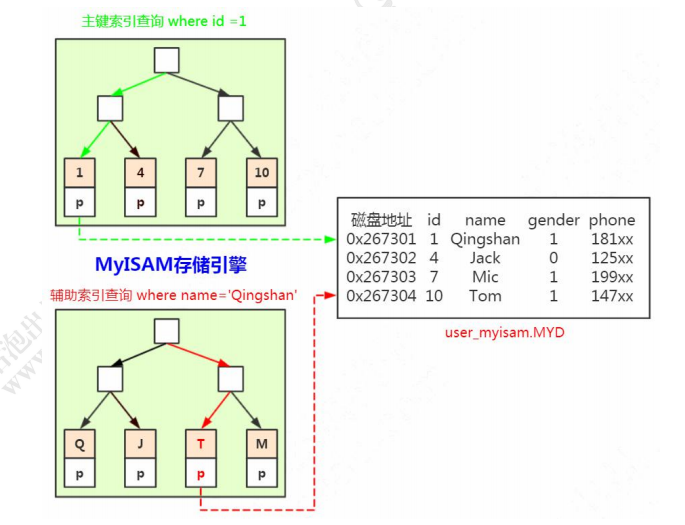 主键索引查询 where id =1
1 4 7 10
p p p p
磁盘地址 id name gender phone
0x267301 1 Qingshan 1 181xx
0x267302 4 Jack 0 125xx
0x267303 7 Mic 1 199xx
0x267304 10 Tom 1 147xx
user_myisam.MYD
MyISAM存储引擎
辅助索引查询 where name='Qingshan'
Q J T M
p p p p